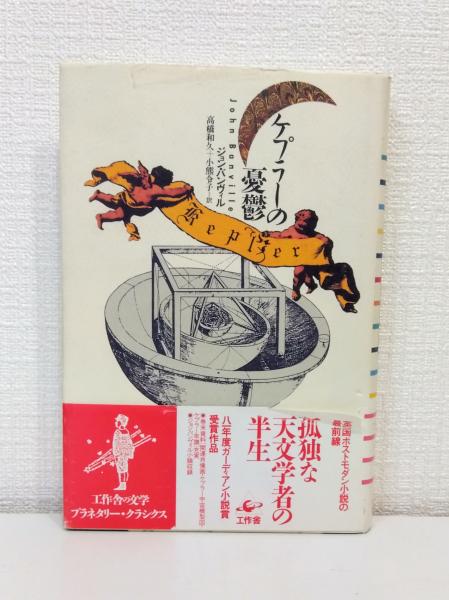 ケプラーの
憂鬱
John Banville
ジョン・バンヴィル
高橋和久+小熊令子=訳
Kepler
英国ポストモダン小説の
最前線
孤独な
天文学者の
半生
工作舎
八一年度ガーディアン小説賞
受賞作品
工作舎の文学
プラネタリー・クラシクス